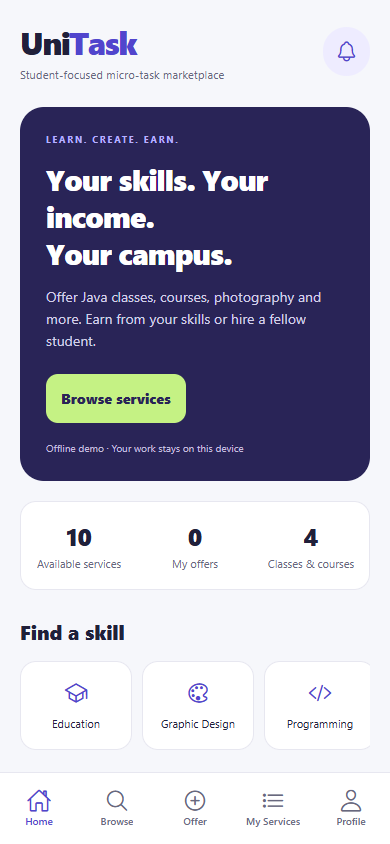 UniTask
Student-focused micro-task marketplace
LEARN. CREATE. EARN.
Your skills. Your
income.
Your campus.
Offer Java classes, courses, photography and
more. Earn from your skills or hire a fellow
student.
Browse services
Offline demo · Your work stays on this device
10 0 4
Available services My offers Classes & courses
Find a skill
Education Graphic Design Programming
Home Browse Offer My Services Profile